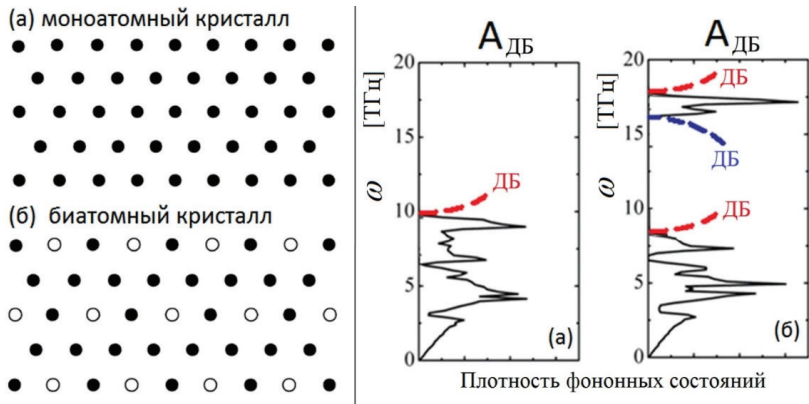 (а) моноатомный кристалл
(б) биатомный кристалл
А ДБ
20
15
10
5
0
[ТГц]
ω
ДБ
(а)
А ДБ
20
15
10
5
0
[ТГц]
ω
ДБ
ДБ
ДБ
(б)
Плотность фононных состояний